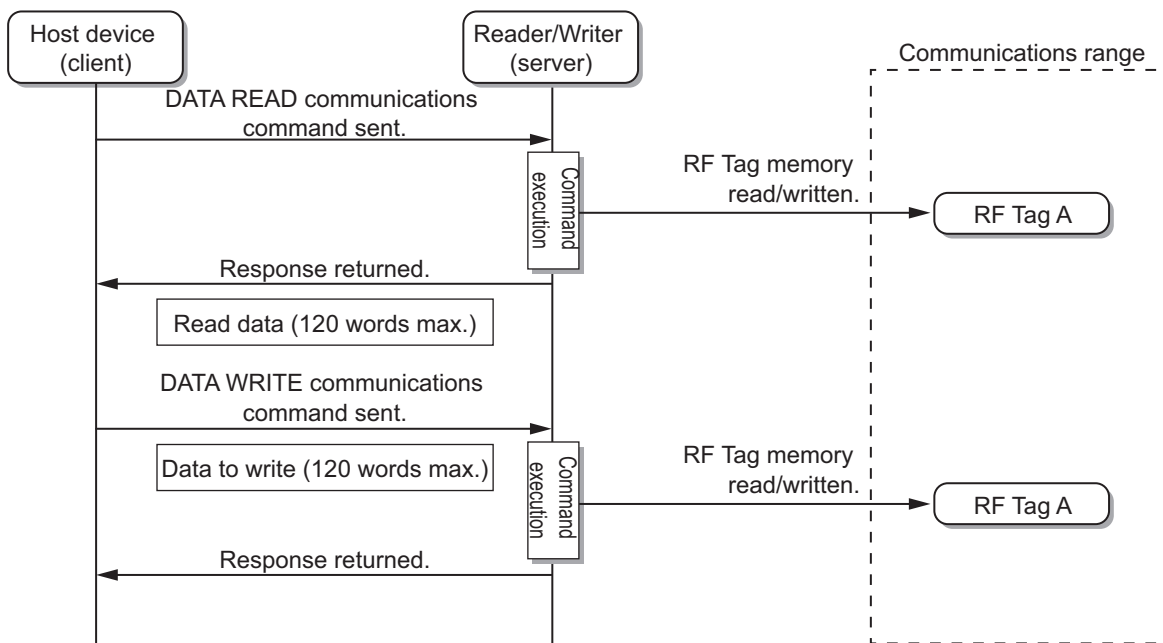 Host device
(client)
Reader/Writer
(server)
Communications range
DATA READ communications
command sent.
Command
execution
RF Tag memory
read/written.
RF Tag A
Response returned.
Read data (120 words max.)
DATA WRITE communications
command sent.
Data to write (120 words max.)
Command
execution
RF Tag memory
read/written.
RF Tag A
Response returned.